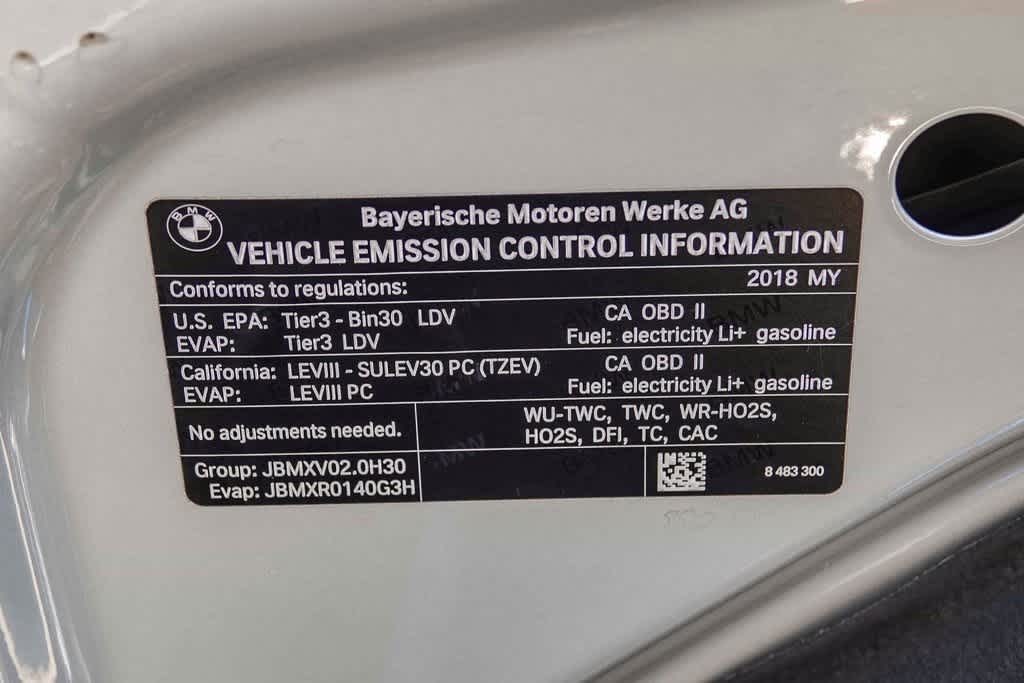 BMW
Bayerische Motoren Werke AG
VEHICLE EMISSION CONTROL INFORMATION
Conforms to regulations: 2018 MY
U.S. EPA: Tier3 - Bin30 LDV CA OBD II
EVAP: Tier3 LDV Fuel: electricity Li+ gasoline
California: LEVIII - SULEV30 PC (TZEV) CA OBD II
EVAP: LEVIII PC Fuel: electricity Li+ gasoline
No adjustments needed. WU-TWC, TWC, WR-HO2S,
HO2S, DFI, TC, CAC
Group: JBMXV02.0H30
Evap: JBMXR0140G3H 8 483 300